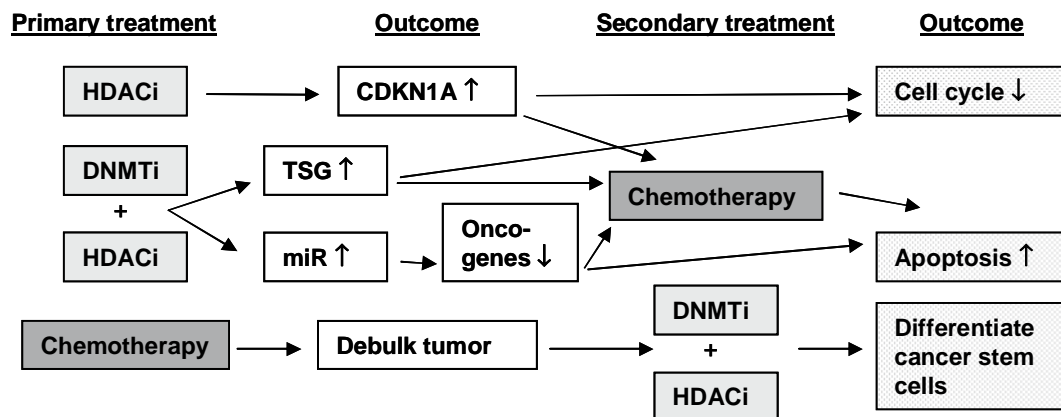 Primary treatment
Outcome
Secondary treatment
Outcome
HDACi
CDKN1A ↑
Cell cycle ↓
DNMTi
+
HDACi
TSG ↑
miR ↑
Onco-
genes ↓
Chemotherapy
Apoptosis ↑
Chemotherapy
Debulk tumor
DNMTi
+
HDACi
Differentiate
cancer stem
cells